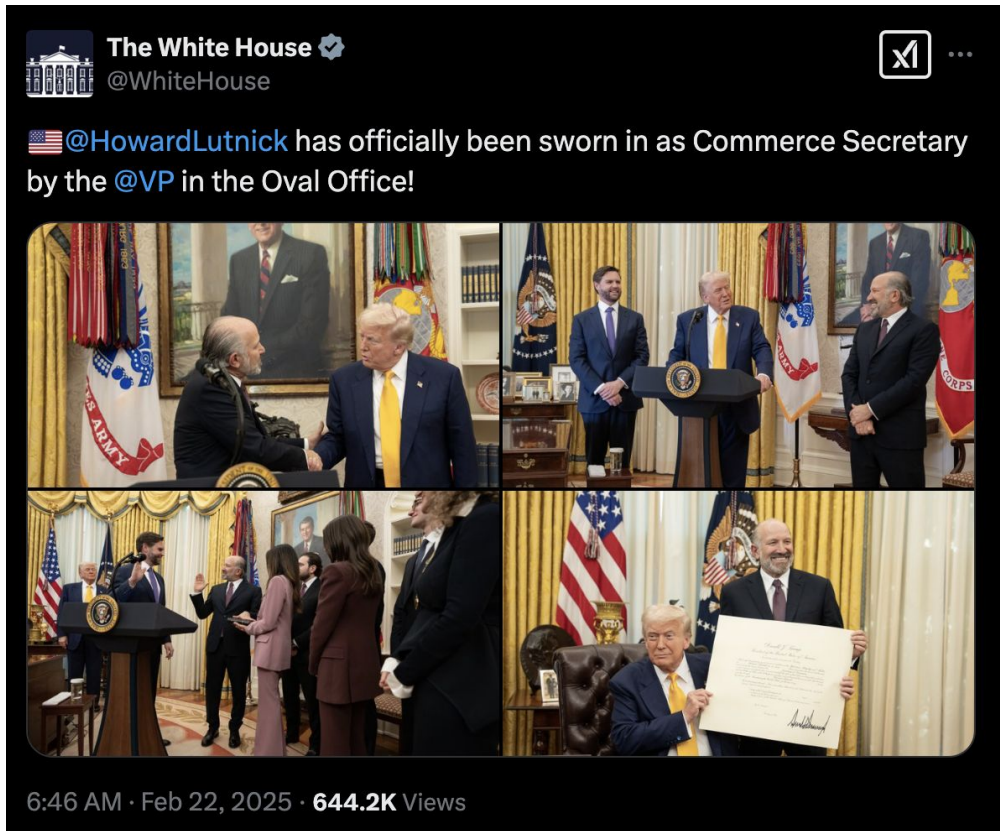 The White House
@WhiteHouse
🇺🇸@HowardLutnick has officially been sworn in as Commerce Secretary
by the @VP in the Oval Office!
ARMY
ARMY
CORPS
6:46 AM · Feb 22, 2025 · 644.2K Views